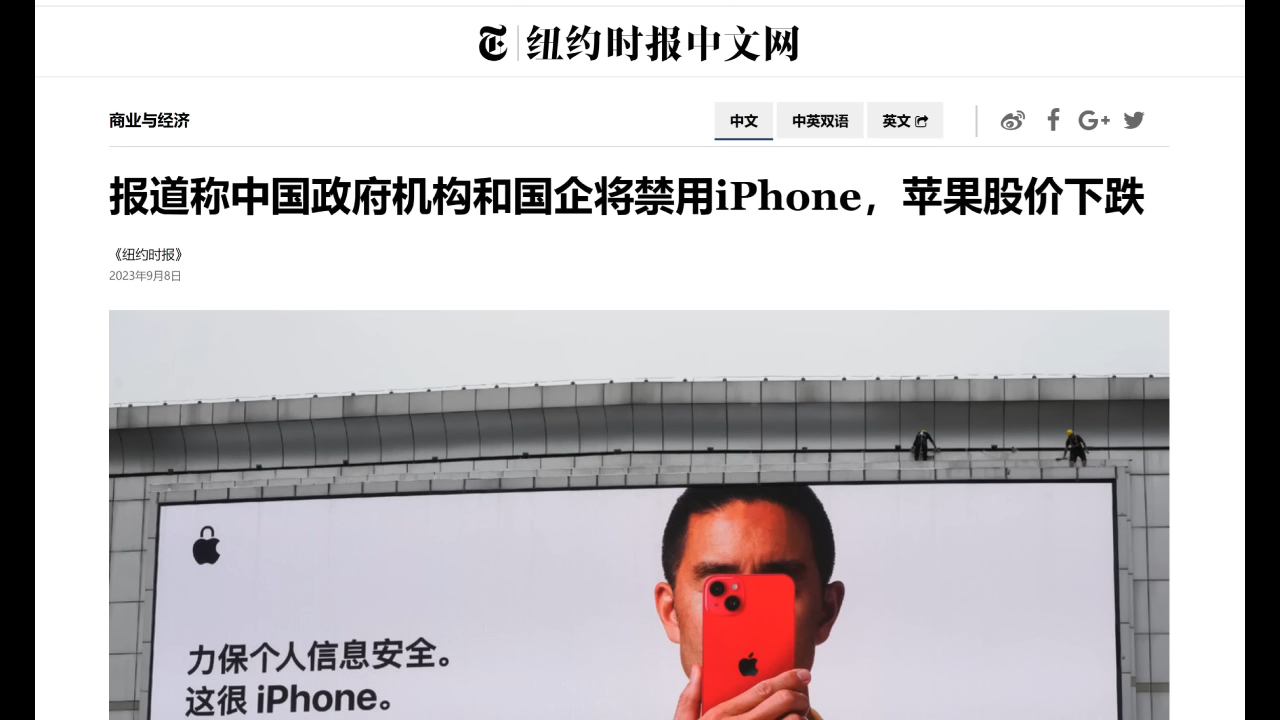 纽约时报中文网
商业与经济
中文 中英双语 英文
报道称中国政府机构和国企将禁用iPhone，苹果股价下跌
《纽约时报》
2023年9月8日
力保个人信息安全。
这很 iPhone。